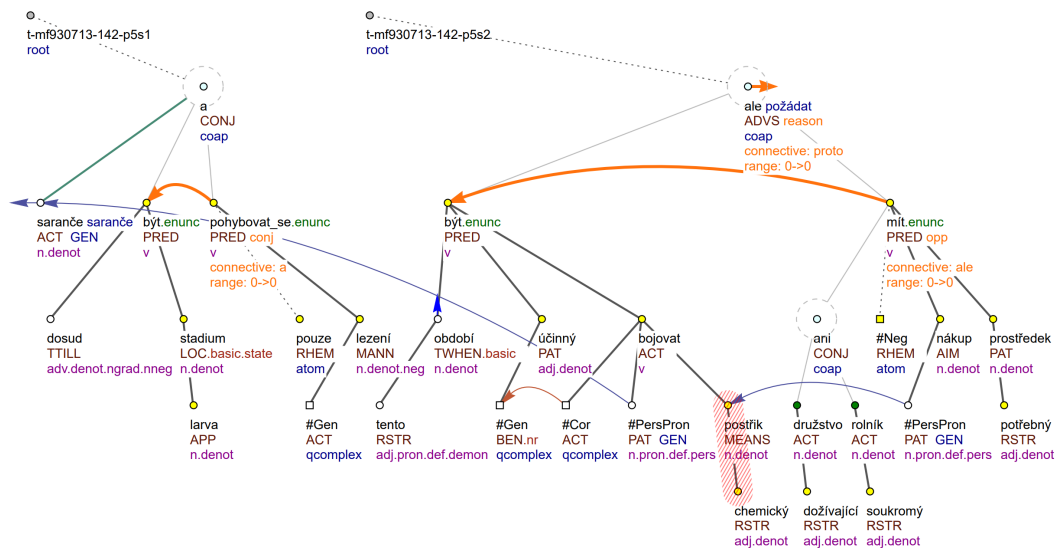 t-mf930713-142-p5s1
root
t-mf930713-142-p5s2
root
a
CONJ
coap
ale požádat
ADVS reason
coap
connective: proto
range: 0->0
saranče saranče
ACT GEN
n.denot
být.enunc
PRED
v
pohybovat_se.enunc
PRED conj
v
connective: a
range: 0->0
být.enunc
PRED
v
mít.enunc
PRED opp
v
connective: ale
range: 0->0
dosud
TTILL
adv.denot.ngrad.nneg
stadium
LOC.basic.state
n.denot
pouze
RHEM
atom
lezení
MANN
n.denot.neg
období
TWHEN.basic
n.denot
účinný
PAT
adj.denot
bojovat
ACT
v
ani
CONJ
coap
#Neg
RHEM
atom
nákup
AIM
n.denot
prostředek
PAT
n.denot
larva
APP
n.denot
#Gen
ACT
qcomplex
tento
RSTR
adj.pron.def.demon
#Gen
BEN.nr
qcomplex
#Cor
ACT
qcomplex
#PersPron
PAT GEN
n.pron.def.pers
postřik
MEANS
n.denot
družstvo
ACT
n.denot
rolník
ACT
n.denot
#PersPron
PAT GEN
n.pron.def.pers
potřebný
RSTR
adj.denot
chemický
RSTR
adj.denot
dožívající
RSTR
adj.denot
soukromý
RSTR
adj.denot